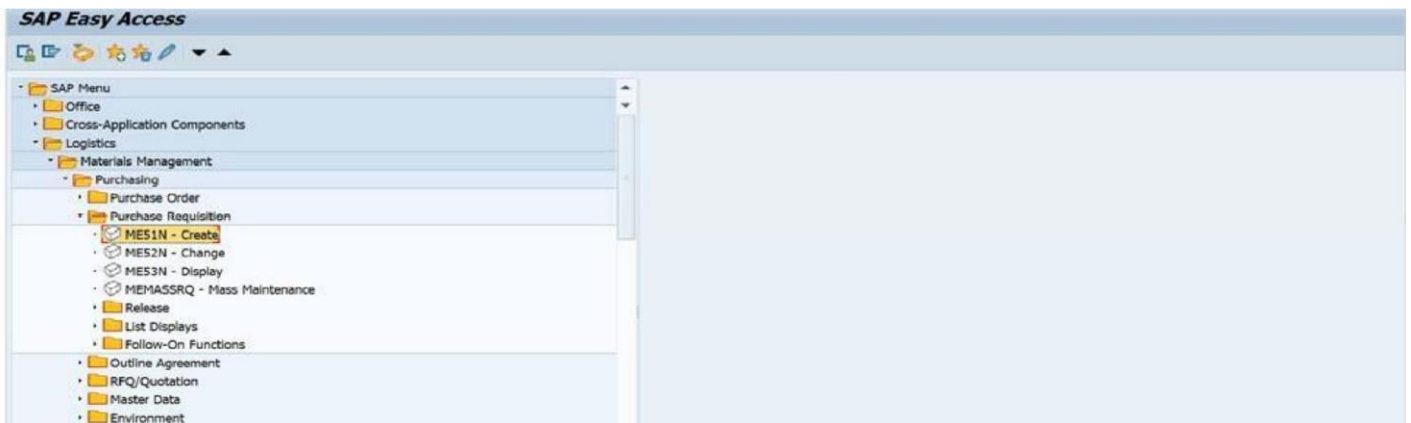 SAP Easy Access
SAP Menu
Office
Cross-Application Components
Logistics
Materials Management
Purchasing
Purchase Order
Purchase Requisition
ME51N - Create
ME52N - Change
ME53N - Display
MEMASSRQ - Mass Maintenance
Release
List Displays
Follow-On Functions
Outline Agreement
RFQ/Quotation
Master Data
Environment